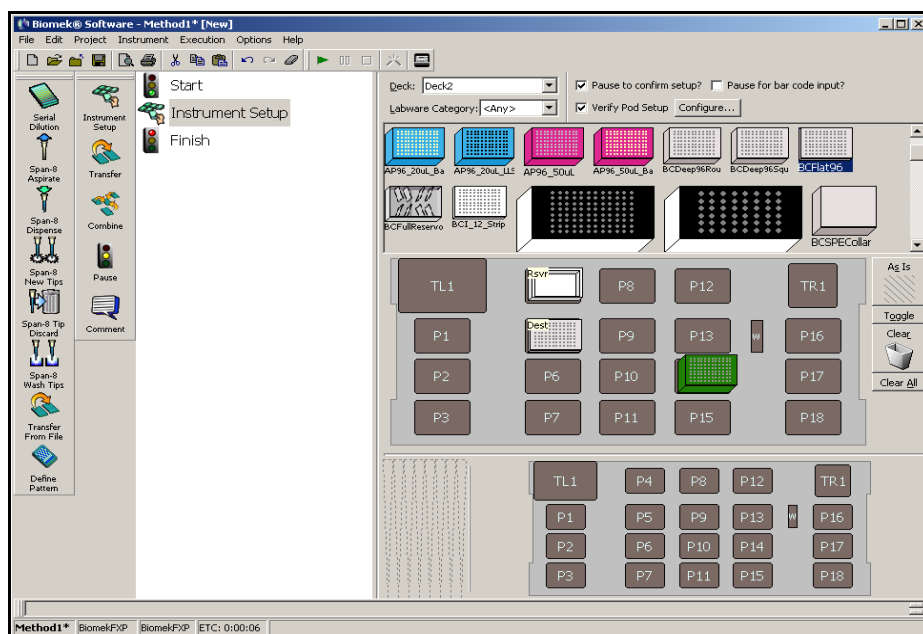 Biomek® Software - Method1* [New]
File Edit Project Instrument Execution Options Help
Serial
Dilution
Span-8
Aspirate
Span-8
Dispense
Span-8
New Tips
Span-8 Tip
Discard
Span-8
Wash Tips
Transfer
From File
Define
Pattern
Instrument
Setup
Transfer
Combine
Pause
Comment
Start
Instrument Setup
Finish
Deck: Deck2
Pause to confirm setup? Pause for bar code input?
Labware Category: <Any>
Verify Pod Setup Configure...
AP96_20uL_Ba AP96_20uL_LLS AP96_50uL AP96_50uL_Ba BCDeep96Rou BCDeep96Squ BCFlat96
BCFullReservo BCI_12_Strip BCSPECollar
TL1 Rsvr P8 P12 TR1
P1 Dest P9 P13 W P16
P2 P6 P10 P17
P3 P7 P11 P15 P18
As Is
Toggle
Clear
Clear All
TL1 P4 P8 P12 TR1
P1 P5 P9 P13 W P16
P2 P6 P10 P14 P17
P3 P7 P11 P15 P18
Method1* BiomekFXP BiomekFXP ETC: 0:00:06